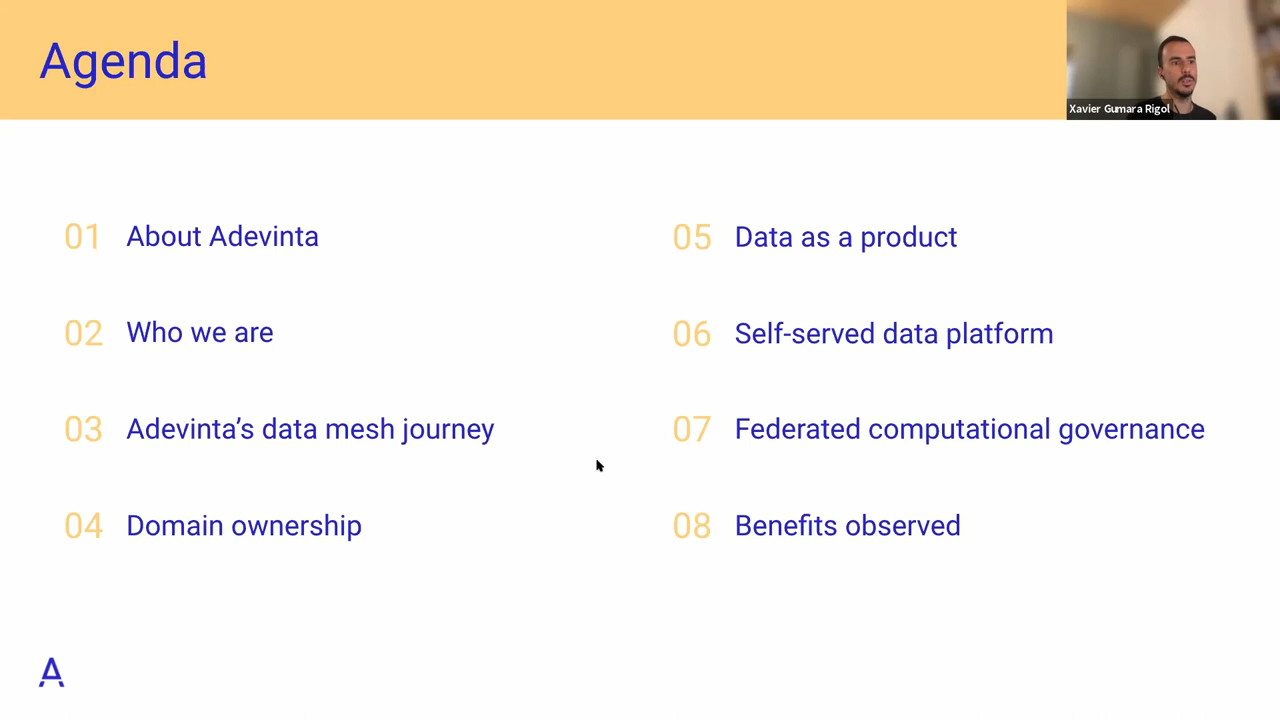 Agenda
Xavier Gumara Rigol
01 About Adevinta
02 Who we are
03 Adevinta’s data mesh journey
04 Domain ownership
05 Data as a product
06 Self-served data platform
07 Federated computational governance
08 Benefits observed